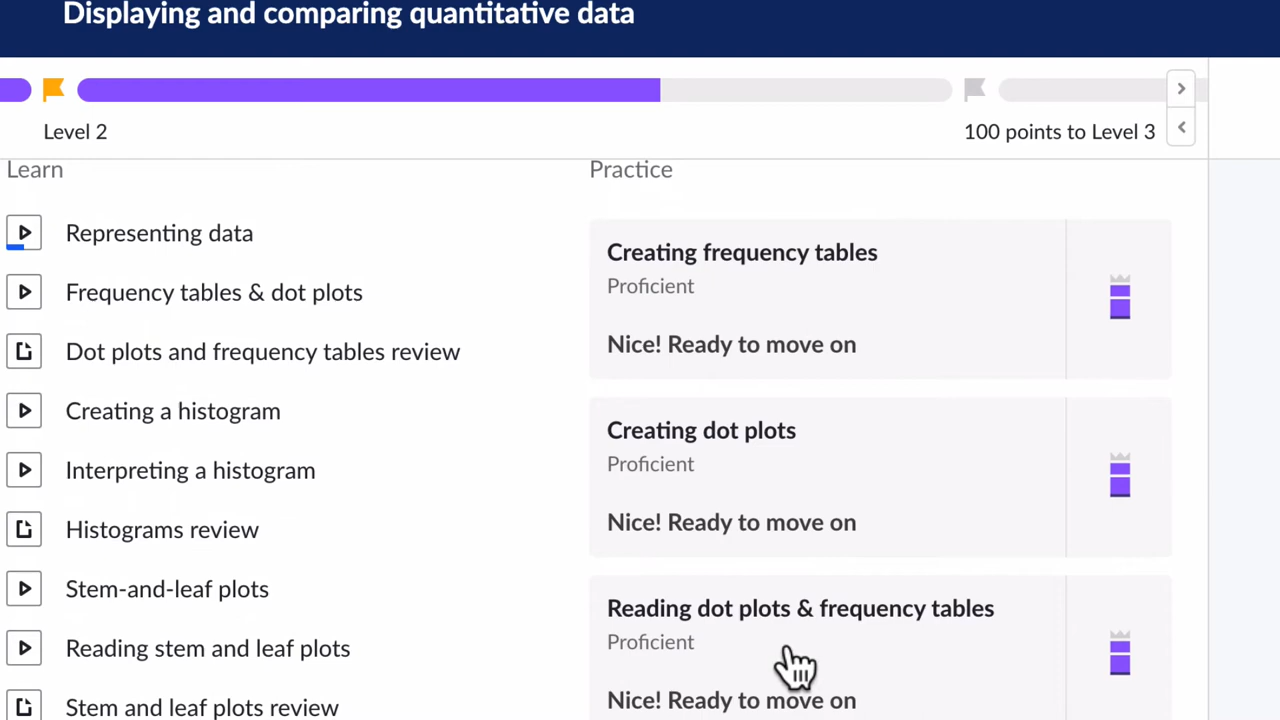 Displaying and comparing quantitative data
Level 2
100 points to Level 3
Learn
Representing data
Frequency tables & dot plots
Dot plots and frequency tables review
Creating a histogram
Interpreting a histogram
Histograms review
Stem-and-leaf plots
Reading stem and leaf plots
Stem and leaf plots review
Practice
Creating frequency tables
Proficient
Nice! Ready to move on
Creating dot plots
Proficient
Nice! Ready to move on
Reading dot plots & frequency tables
Proficient
Nice! Ready to move on